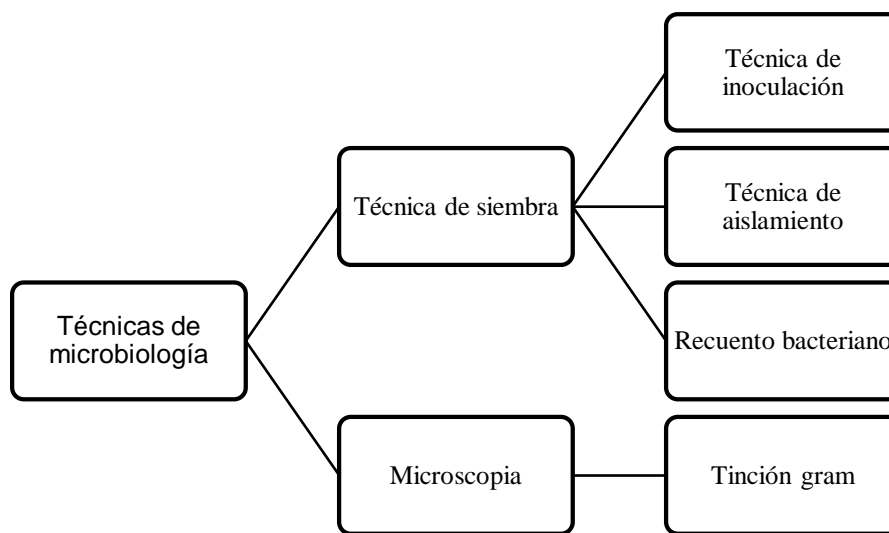 Técnica de
inoculación
Técnica de siembra
Técnica de
aislamiento
Técnicas de
microbiología
Recuento bacteriano
Microscopia
Tinción gram